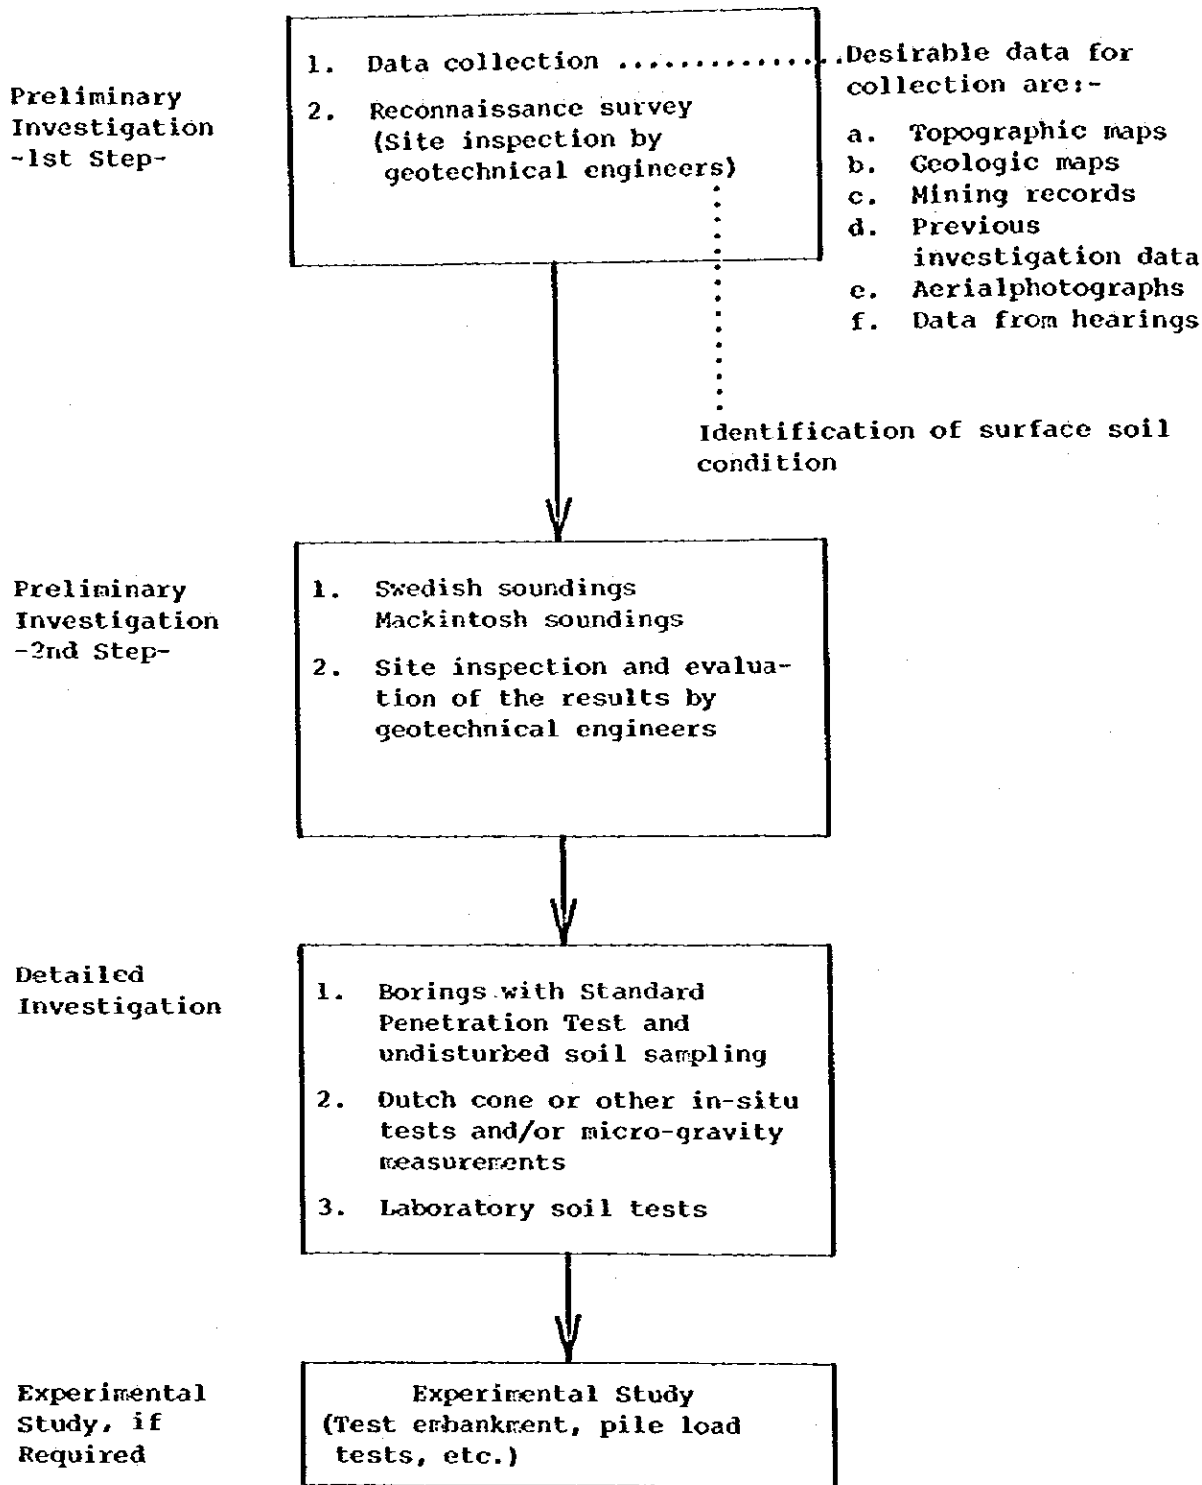 Preliminary
Investigation
-1st Step-
1. Data collection ...............
2. Reconnaissance survey
(Site inspection by
geotechnical engineers)
Desirable data for
collection are:-
a. Topographic maps
b. Geologic maps
c. Mining records
d. Previous
investigation data
e. Aerialphotographs
f. Data from hearings
Identification of surface soil
condition
Preliminary
Investigation
-2nd Step-
1. Swedish soundings
Mackintosh soundings
2. Site inspection and evalua-
tion of the results by
geotechnical engineers
Detailed
Investigation
1. Borings with Standard
Penetration Test and
undisturbed soil sampling
2. Dutch cone or other in-situ
tests and/or micro-gravity
measurements
3. Laboratory soil tests
Experimental
Study, if
Required
Experimental Study
(Test embankment, pile load
tests, etc.)